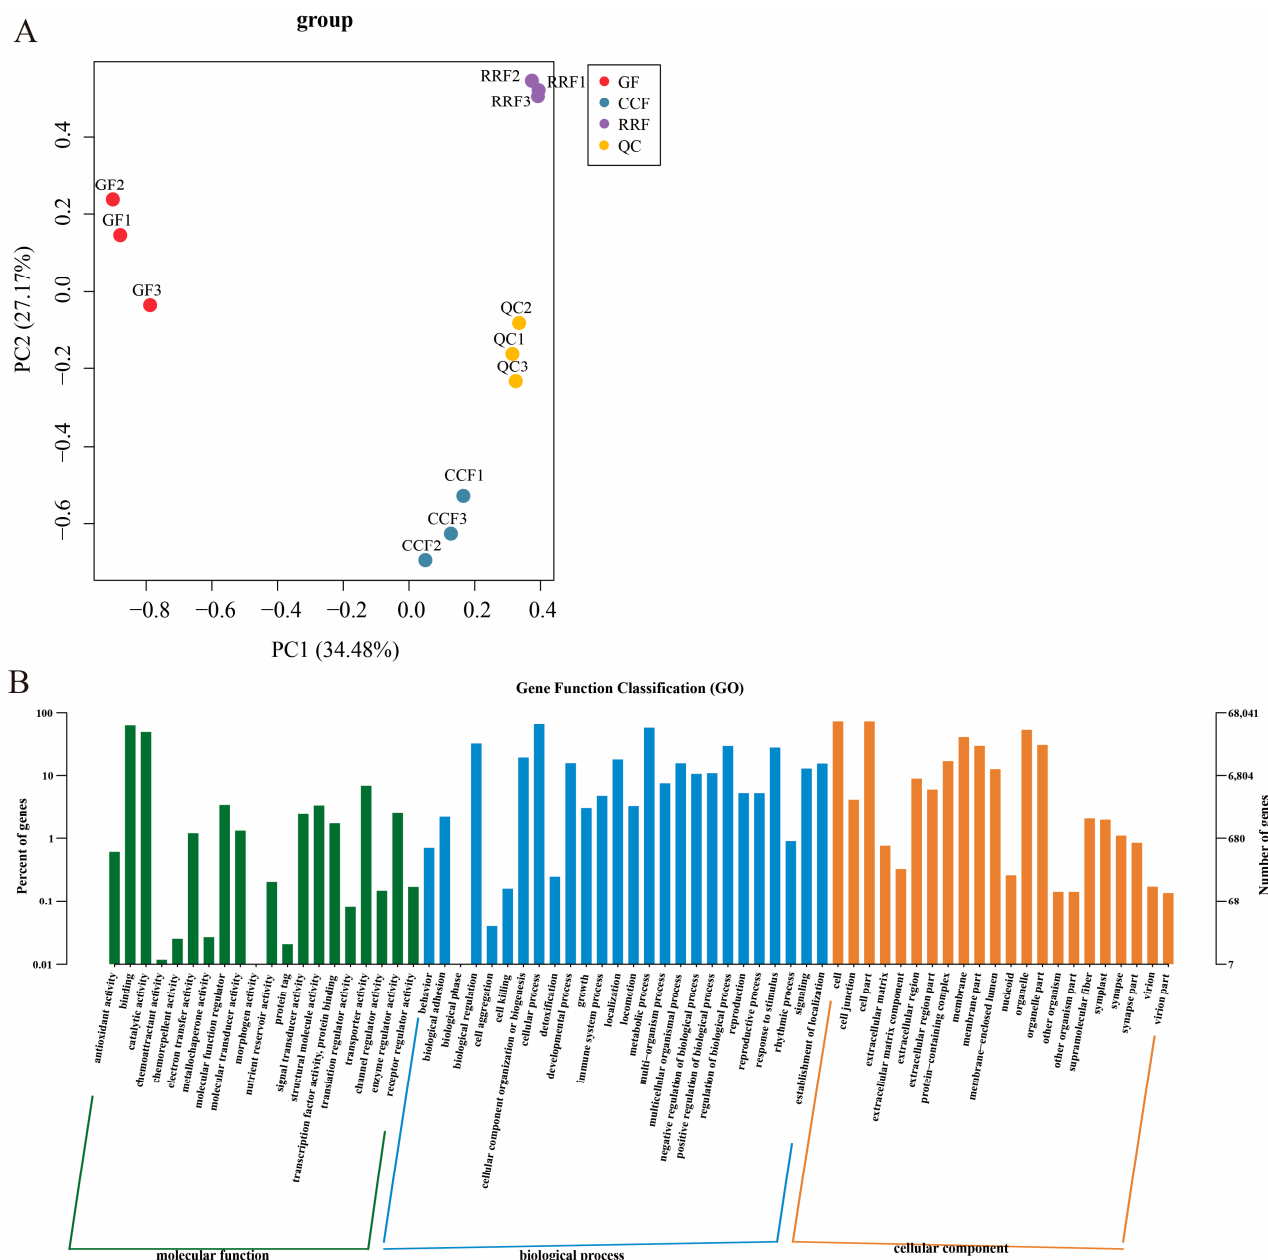 A
group
RRF2
RRF1
RRF3
GF
CCF
RRF
QC
GF2
GF1
GF3
QC2
QC1
QC3
CCF1
CCF3
CCF2
0.4
0.2
0.0
−0.2
−0.4
−0.6
PC2 (27.17%)
−0.8
−0.6
−0.4
−0.2
0.0
0.2
0.4
PC1 (34.48%)
B
Gene Function Classification (GO)
100
10
1
0.1
0.01
Percent of genes
68,041
6,804
680
68
7
Number of genes
antioxidant activity
binding
catalytic activity
chemoattractant activity
chemorepellent activity
electron transfer activity
metallochaperone activity
molecular function regulator
molecular transducer activity
morphogen activity
nutrient reservoir activity
protein tag
signal transducer activity
structural molecule activity
transcription factor activity, protein binding
translation regulator activity
transporter activity
channel regulator activity
enzyme regulator activity
receptor regulator activity
behavior
biological adhesion
biological phase
biological regulation
cell aggregation
cell killing
cellular component organization or biogenesis
cellular process
detoxification
developmental process
growth
immune system process
localization
locomotion
metabolic process
multi−organism process
multicellular organismal process
negative regulation of biological process
positive regulation of biological process
regulation of biological process
reproduction
reproductive process
response to stimulus
rhythmic process
signaling
establishment of localization
cell
cell junction
cell part
extracellular matrix
extracellular matrix component
extracellular region
extracellular region part
protein−containing complex
membrane
membrane part
membrane−enclosed lumen
nucleoid
organelle
organelle part
other organism
other organism part
supramolecular fiber
symplast
synapse
synapse part
virion
virion part
molecular function
biological process
cellular component